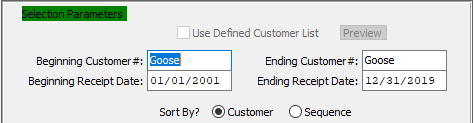 Selection Parameters
Use Defined Customer List Preview
Beginning Customer#: Goose Ending Customer#: Goose
Beginning Receipt Date: 01/01/2001 Ending Receipt Date: 12/31/2019
Sort By? Customer Sequence